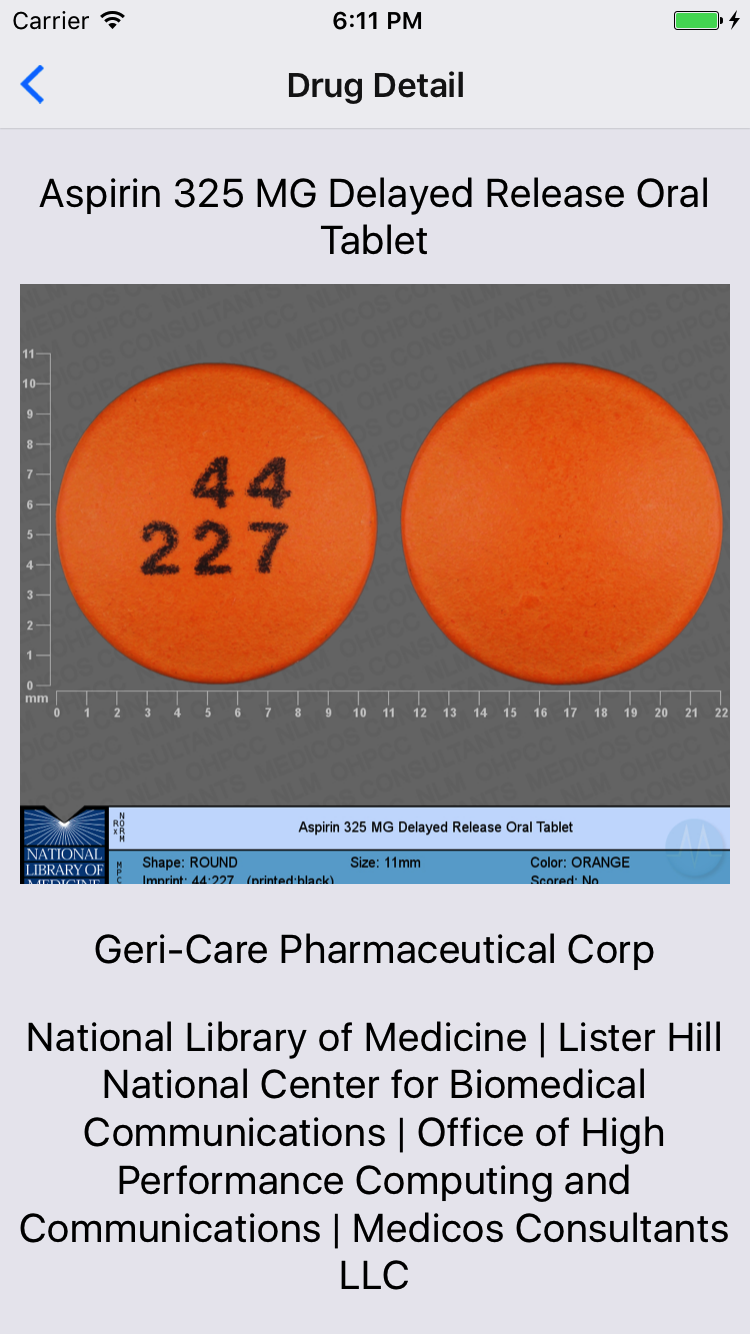 Carrier 6:11 PM
Drug Detail
Aspirin 325 MG Delayed Release Oral
Tablet
11
10
9
8
7
6
5
4
3
2
1
0
mm
44
227
0 1 2 3 4 5 6 7 8 9 10 11 12 13 14 15 16 17 18 19 20 21 22
NATIONAL
LIBRARY OF
MEDICINE
Rx
NORM
Aspirin 325 MG Delayed Release Oral Tablet
MPC
Shape: ROUND Size: 11mm Color: ORANGE
Imprint: 44;227 (printed;black) Scored: No
Geri-Care Pharmaceutical Corp
National Library of Medicine | Lister Hill
National Center for Biomedical
Communications | Office of High
Performance Computing and
Communications | Medicos Consultants
LLC